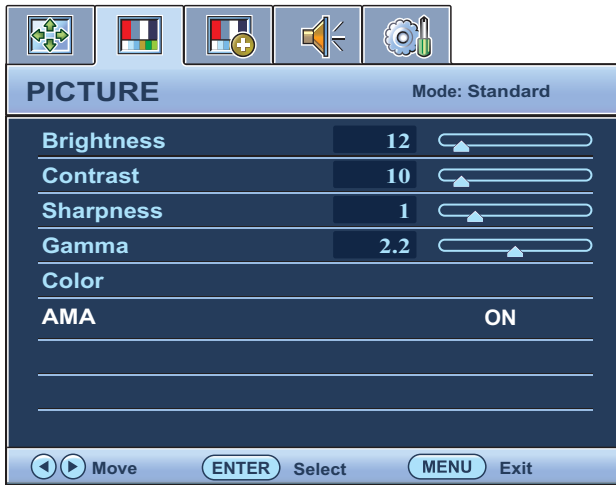 PICTURE Mode: Standard
Brightness 12
Contrast 10
Sharpness 1
Gamma 2.2
Color
AMA ON
Move ENTER Select MENU Exit